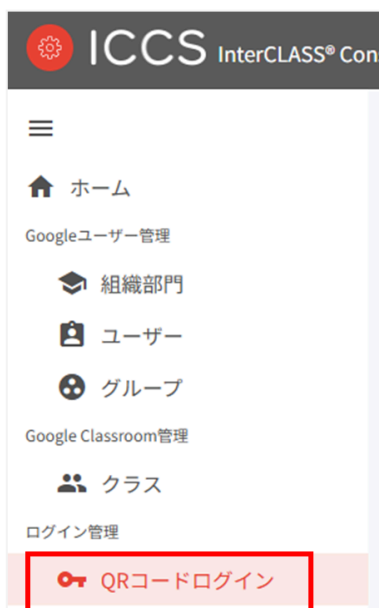 ICCS InterCLASS® Con
ホーム
Googleユーザー管理
組織部門
ユーザー
グループ
Google Classroom管理
クラス
ログイン管理
QRコードログイン